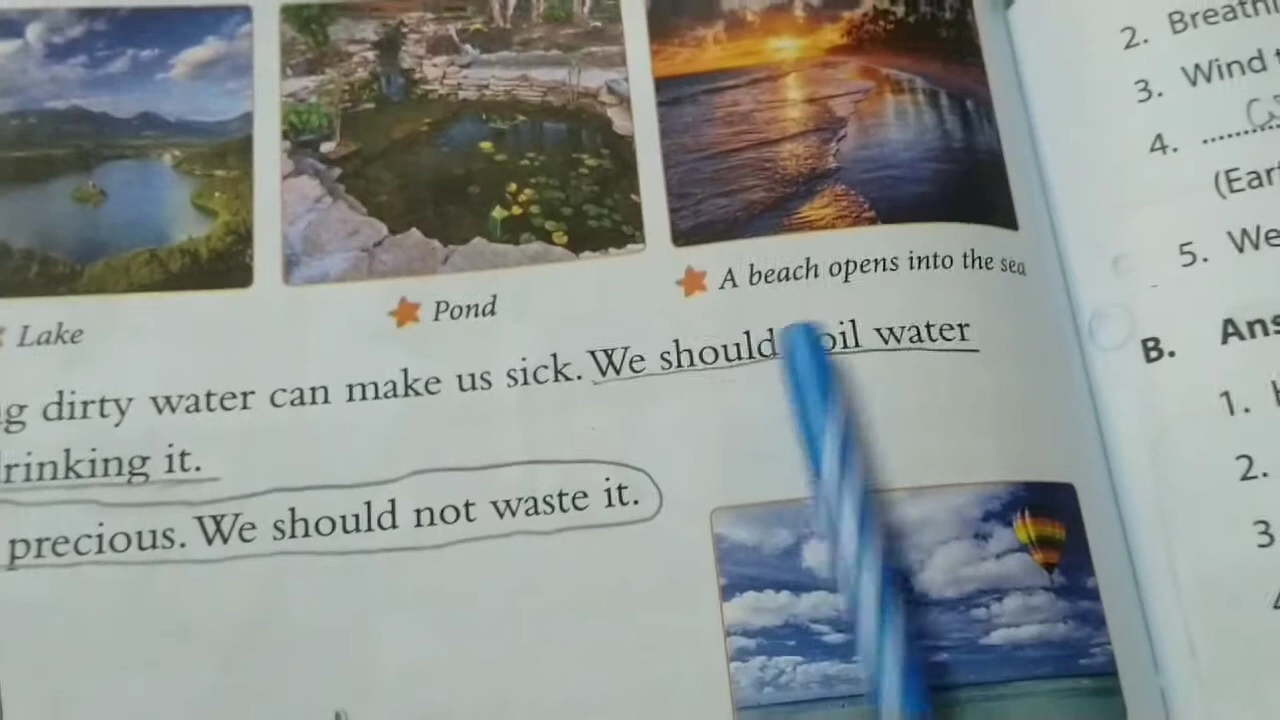 Lake
Pond
A beach opens into the sea
dirty water can make us sick. We should oil water
rinking it.
precious. We should not waste it.
2. Breathi
3. Wind
4. ..........
(Ear
5. We
B. Ans
1.
2.
3